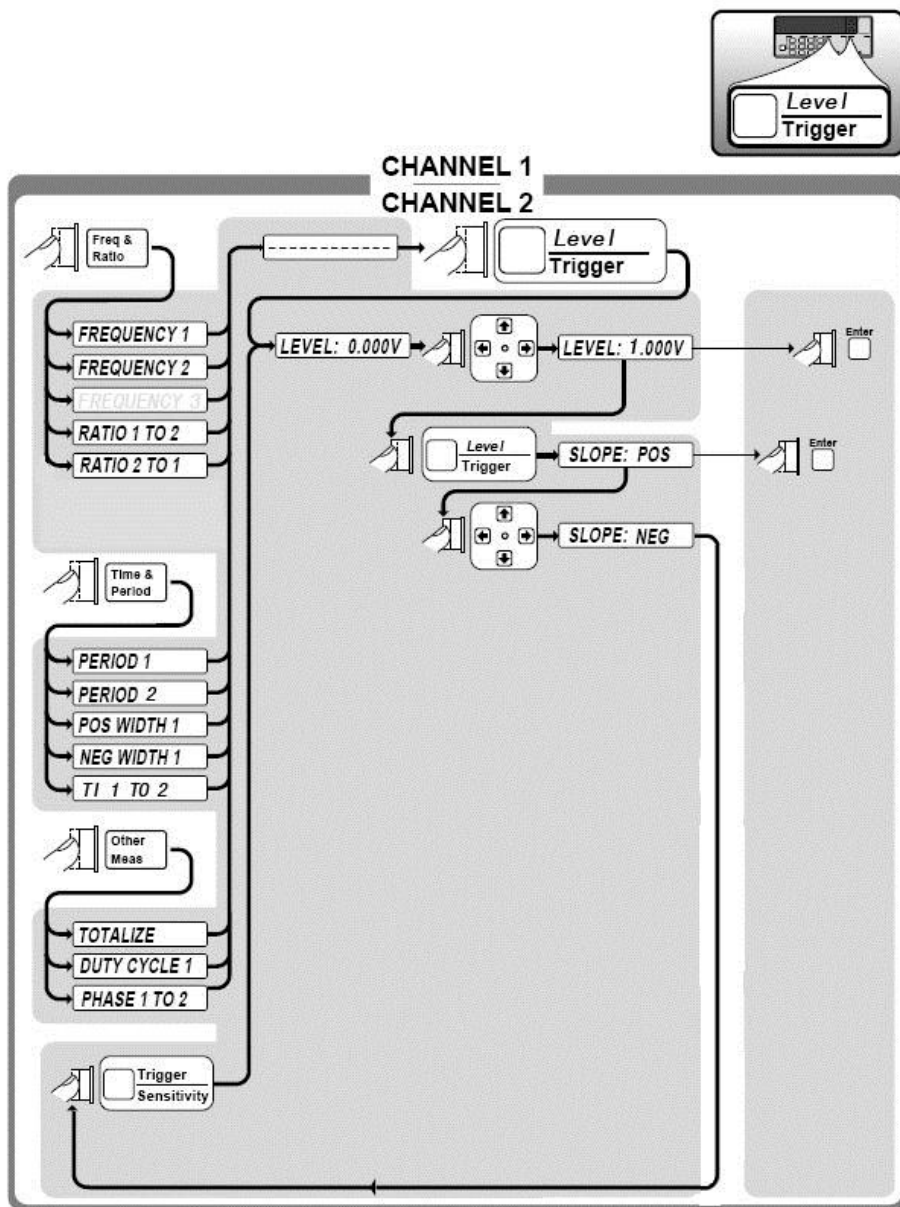 Level
Trigger
CHANNEL 1
CHANNEL 2
Freq &
Ratio
- - - - - - - - - - - - - -
Level
Trigger
FREQUENCY 1
FREQUENCY 2
FREQUENCY 3
RATIO 1 TO 2
RATIO 2 TO 1
LEVEL: 0.000V
LEVEL: 1.000V
Enter
Level
Trigger
SLOPE: POS
Enter
SLOPE: NEG
Time &
Period
PERIOD 1
PERIOD 2
POS WIDTH 1
NEG WIDTH 1
TI 1 TO 2
Other
Meas
TOTALIZE
DUTY CYCLE 1
PHASE 1 TO 2
Trigger
Sensitivity